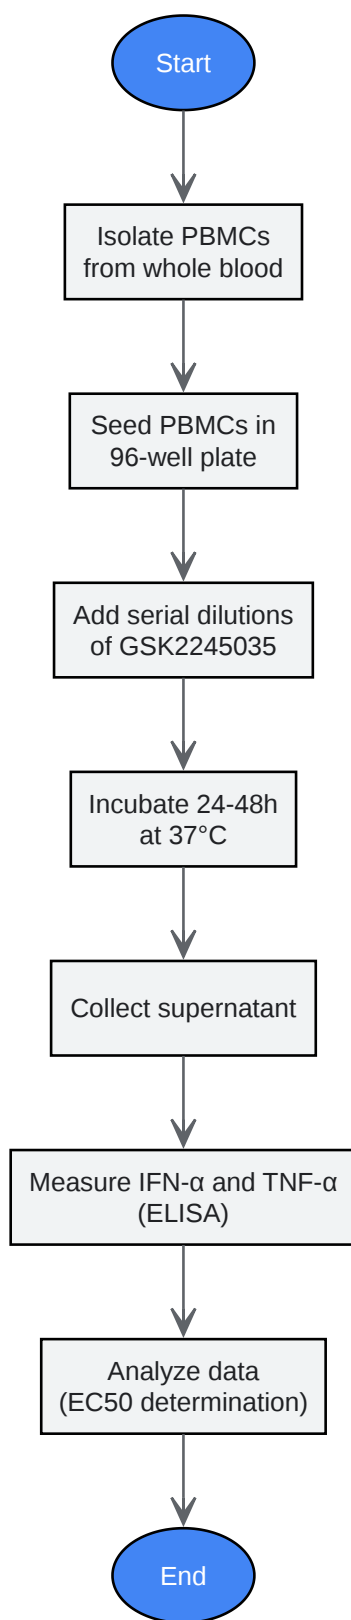 Start
Isolate PBMCs
from whole blood
Seed PBMCs in
96-well plate
Add serial dilutions
of GSK2245035
Incubate 24-48h
at 37°C
Collect supernatant
Measure IFN-α and TNF-α
(ELISA)
Analyze data
(EC50 determination)
End